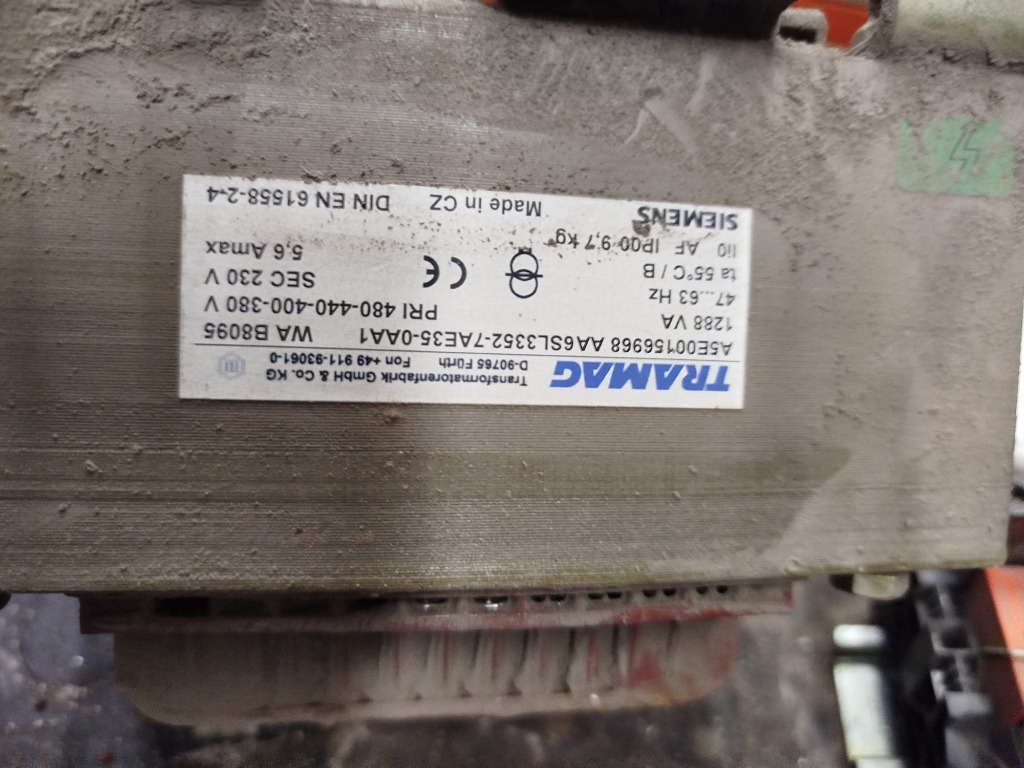 TRAMAG Transformatorenfabrik GmbH & Co. KG
D-90765 Fürth Fon +49 911-93061-0
A5E00156968 AA6SL3352-7AE35-0AA1 WA B8095
1288 VA PRI 480-440-400-380 V
47...63 Hz SEC 230 V
ta 55°C / B 5,6 Amax
Ii0 AF IP00 9,7 kg
SIEMENS Made in CZ DIN EN 61558-2-4